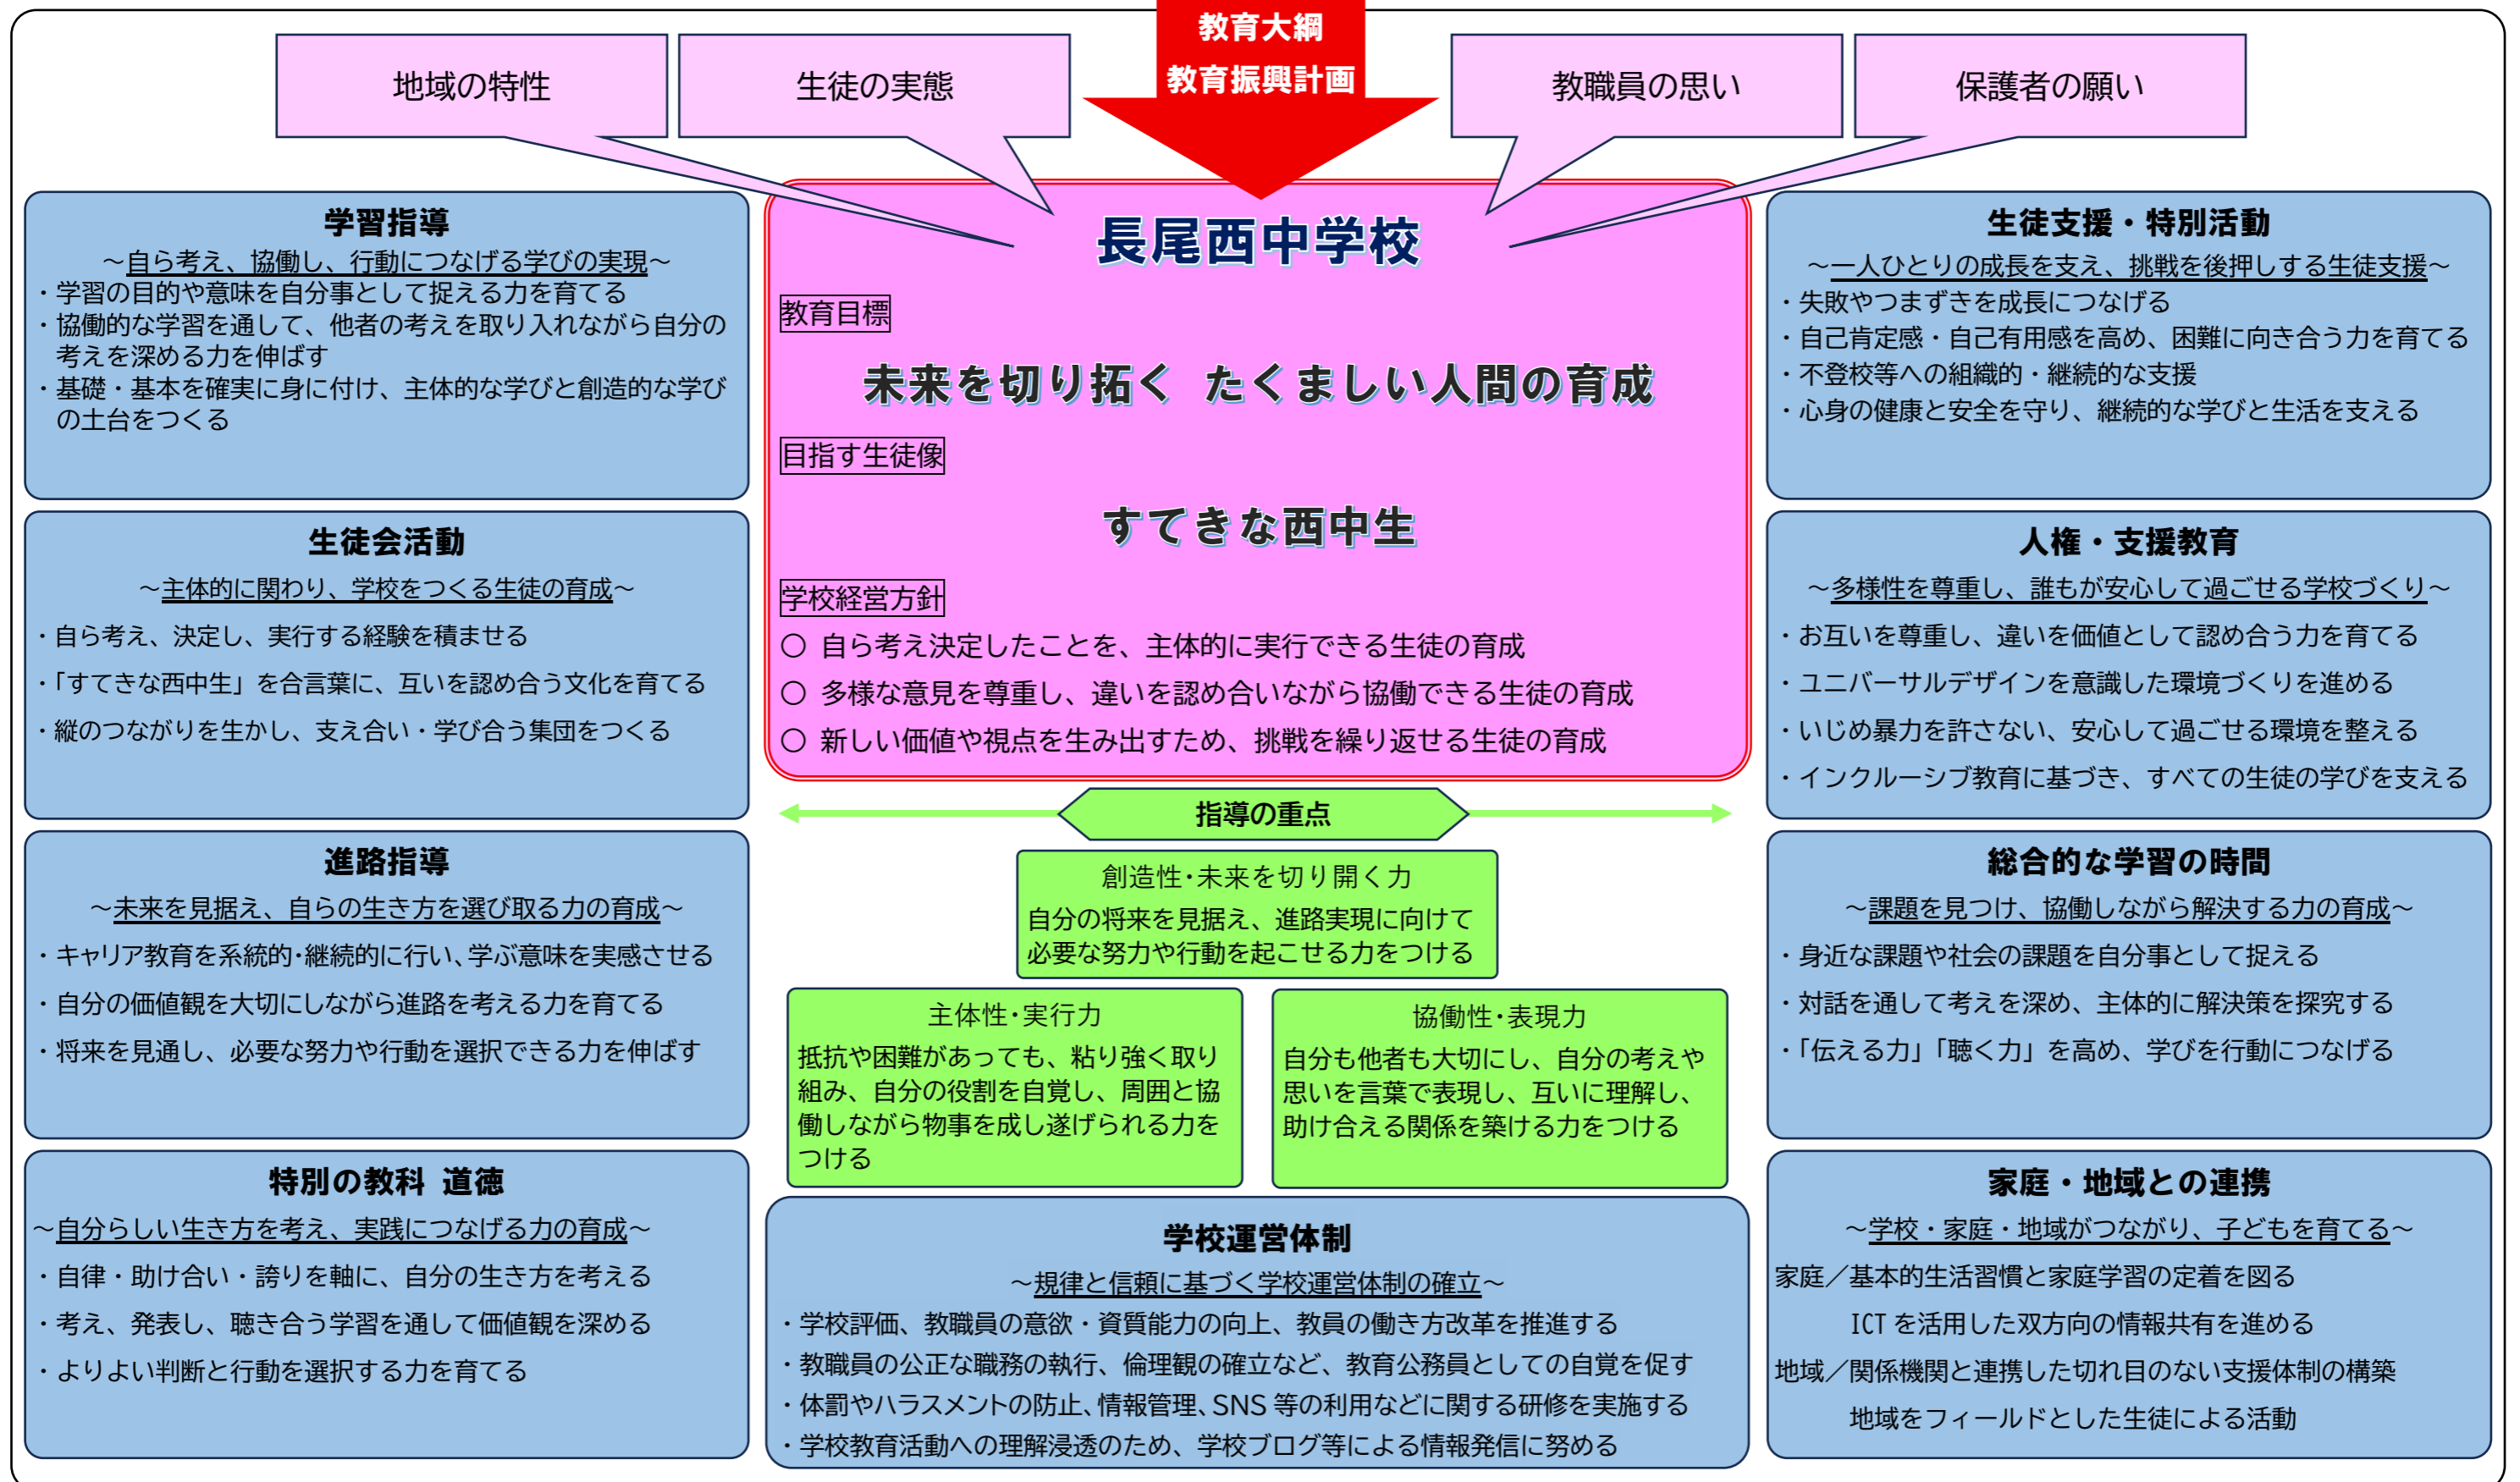 教育大綱
教育振興計画
地域の特性
生徒の実態
教職員の思い
保護者の願い
学習指導
～自ら考え、協働し、行動につなげる学びの実現～
・学習の目的や意味を自分事として捉える力を育てる
・協働的な学習を通して、他者の考えを取り入れながら自分の
考えを深める力を伸ばす
・基礎・基本を確実に身に付け、主体的な学びと創造的な学び
の土台をつくる
生徒会活動
～主体的に関わり、学校をつくる生徒の育成～
・自ら考え、決定し、実行する経験を積ませる
・「すてきな西中生」を合言葉に、互いを認め合う文化を育てる
・縦のつながりを生かし、支え合い・学び合う集団をつくる
進路指導
～未来を見据え、自らの生き方を選び取る力の育成～
・キャリア教育を系統的・継続的に行い、学ぶ意味を実感させる
・自分の価値観を大切にしながら進路を考える力を育てる
・将来を見通し、必要な努力や行動を選択できる力を伸ばす
特別の教科 道徳
～自分らしい生き方を考え、実践につなげる力の育成～
・自律・助け合い・誇りを軸に、自分の生き方を考える
・考え、発表し、聴き合う学習を通して価値観を深める
・よりよい判断と行動を選択する力を育てる
長尾西中学校
教育目標
未来を切り拓く たくましい人間の育成
目指す生徒像
すてきな西中生
学校経営方針
〇 自ら考え決定したことを、主体的に実行できる生徒の育成
〇 多様な意見を尊重し、違いを認め合いながら協働できる生徒の育成
〇 新しい価値や視点を生み出すため、挑戦を繰り返せる生徒の育成
指導の重点
創造性・未来を切り開く力
自分の将来を見据え、進路実現に向けて
必要な努力や行動を起こせる力をつける
主体性・実行力
抵抗や困難があっても、粘り強く取り
組み、自分の役割を自覚し、周囲と協
働しながら物事を成し遂げられる力を
つける
協働性・表現力
自分も他者も大切にし、自分の考えや
思いを言葉で表現し、互いに理解し、
助け合える関係を築ける力をつける
学校運営体制
～規律と信頼に基づく学校運営体制の確立～
・学校評価、教職員の意欲・資質能力の向上、教員の働き方改革を推進する
・教職員の公正な職務の執行、倫理観の確立など、教育公務員としての自覚を促す
・体罰やハラスメントの防止、情報管理、SNS 等の利用などに関する研修を実施する
・学校教育活動への理解浸透のため、学校ブログ等による情報発信に努める
生徒支援・特別活動
～一人ひとりの成長を支え、挑戦を後押しする生徒支援～
・失敗やつまずきを成長につなげる
・自己肯定感・自己有用感を高め、困難に向き合う力を育てる
・不登校等への組織的・継続的な支援
・心身の健康と安全を守り、継続的な学びと生活を支える
人権・支援教育
～多様性を尊重し、誰もが安心して過ごせる学校づくり～
・お互いを尊重し、違いを価値として認め合う力を育てる
・ユニバーサルデザインを意識した環境づくりを進める
・いじめ暴力を許さない、安心して過ごせる環境を整える
・インクルーシブ教育に基づき、すべての生徒の学びを支える
総合的な学習の時間
～課題を見つけ、協働しながら解決する力の育成～
・身近な課題や社会の課題を自分事として捉える
・対話を通して考えを深め、主体的に解決策を探究する
・「伝える力」「聴く力」を高め、学びを行動につなげる
家庭・地域との連携
～学校・家庭・地域がつながり、子どもを育てる～
家庭／基本的生活習慣と家庭学習の定着を図る
ICT を活用した双方向の情報共有を進める
地域／関係機関と連携した切れ目のない支援体制の構築
地域をフィールドとした生徒による活動